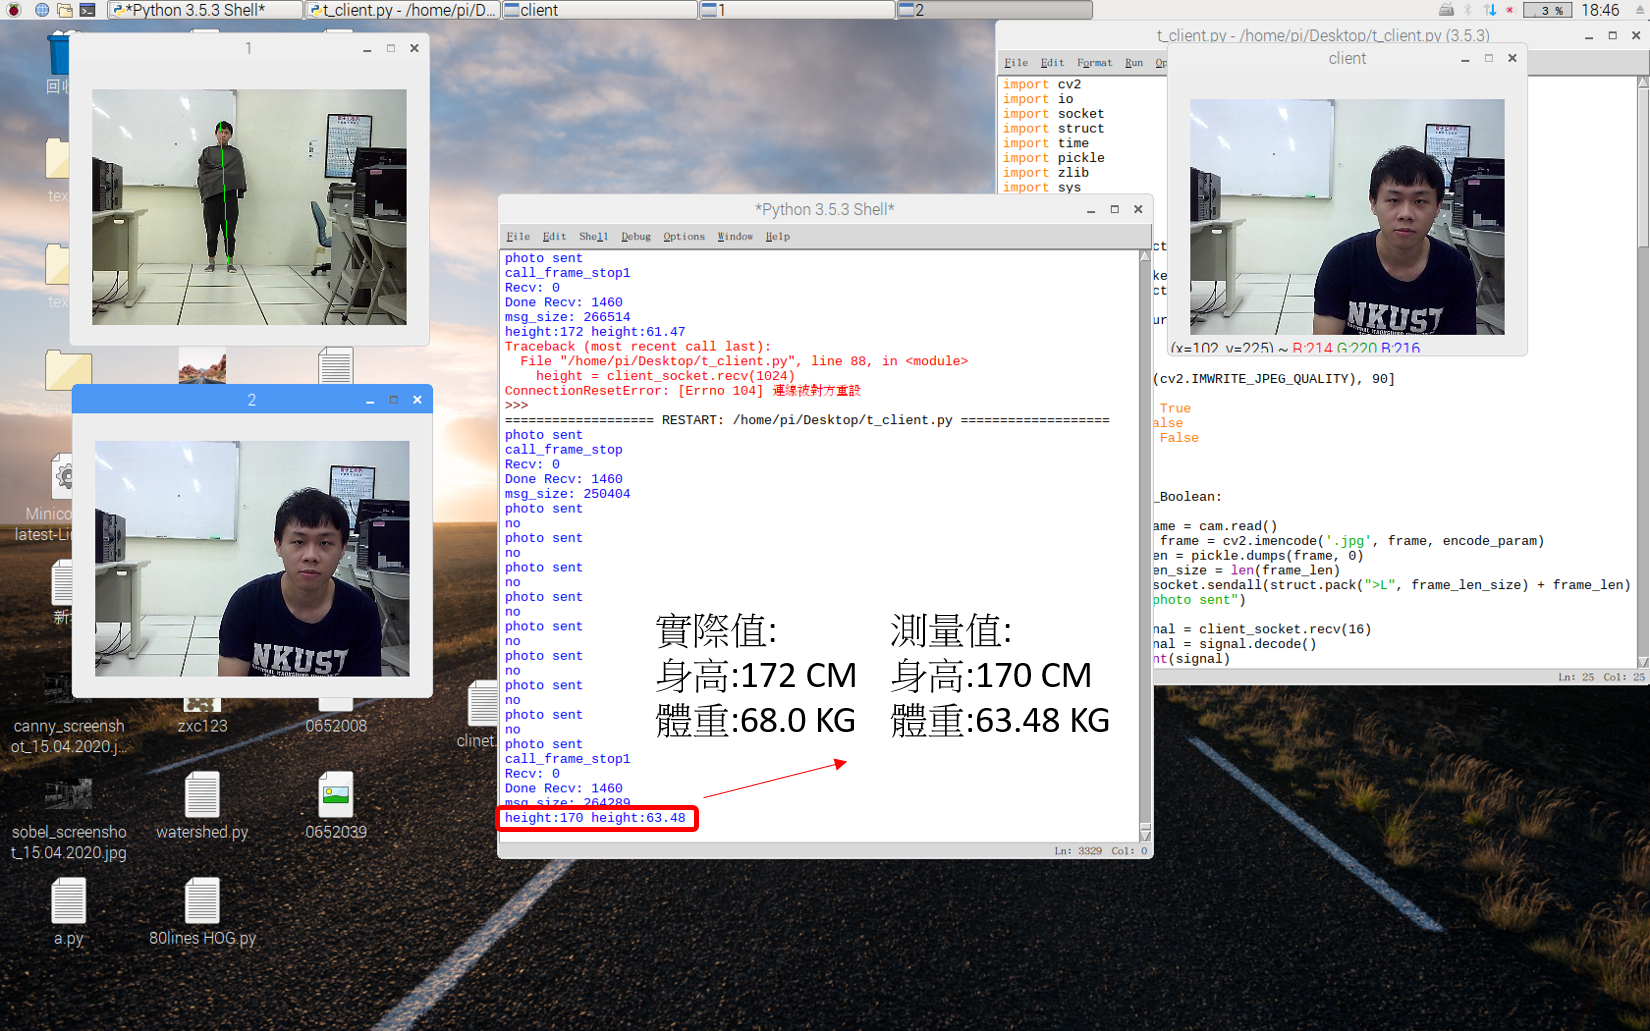 *Python 3.5.3 Shell*
t_client.py - /home/pi/D...
client
1
2
3 %
18:46
1
2
t_client.py - /home/pi/Desktop/t_client.py (3.5.3)
File Edit Format Run Op
import cv2
import io
import socket
import struct
import time
import pickle
import zlib
import sys
client
NKUST
(x=102, y=225) ~ R:214 G:220 B:216
(cv2.IMWRITE_JPEG_QUALITY), 90]
True
alse
False
_Boolean:
ame = cam.read()
frame = cv2.imencode('.jpg', frame, encode_param)
en = pickle.dumps(frame, 0)
en_size = len(frame_len)
socket.sendall(struct.pack(">L", frame_len_size) + frame_len)
photo sent")
nal = client_socket.recv(16)
nal = signal.decode()
nt(signal)
Ln: 25 Col: 25
*Python 3.5.3 Shell*
File Edit Shell Debug Options Window Help
photo sent
call_frame_stop1
Recv: 0
Done Recv: 1460
msg_size: 266514
height:172 height:61.47
Traceback (most recent call last):
File "/home/pi/Desktop/t_client.py", line 88, in <module>
height = client_socket.recv(1024)
ConnectionResetError: [Errno 104] 連線被對方重設
>>>
=================== RESTART: /home/pi/Desktop/t_client.py ===================
photo sent
call_frame_stop
Recv: 0
Done Recv: 1460
msg_size: 250404
photo sent
no
photo sent
no
photo sent
no
photo sent
no
photo sent
no
photo sent
no
photo sent
no
photo sent
no
photo sent
call_frame_stop1
Recv: 0
Done Recv: 1460
msg_size: 264289
height:170 height:63.48
Ln: 3329 Col: 0
實際值:
身高:172 CM
體重:68.0 KG
測量值:
身高:170 CM
體重:63.48 KG
NKUST
回收
tex
tex
Minico
latest-Li
新
canny_screensh
ot_15.04.2020.j...
zxc123
0652008
clinet.
sobel_screensho
t_15.04.2020.jpg
watershed.py
0652039
a.py
80lines HOG.py